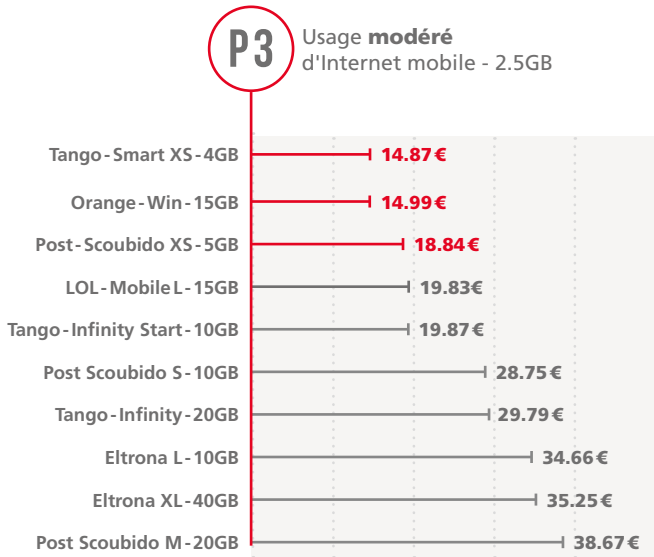 P3
Usage modéré
d'Internet mobile - 2.5GB
Tango-Smart XS-4GB 14.87€
Orange-Win-15GB 14.99€
Post-Scoubido XS-5GB 18.84€
LOL-Mobile L-15GB 19.83€
Tango-Infinity Start-10GB 19.87€
Post Scoubido S-10GB 28.75€
Tango-Infinity-20GB 29.79€
Eltrona L-10GB 34.66€
Eltrona XL-40GB 35.25€
Post Scoubido M-20GB 38.67€